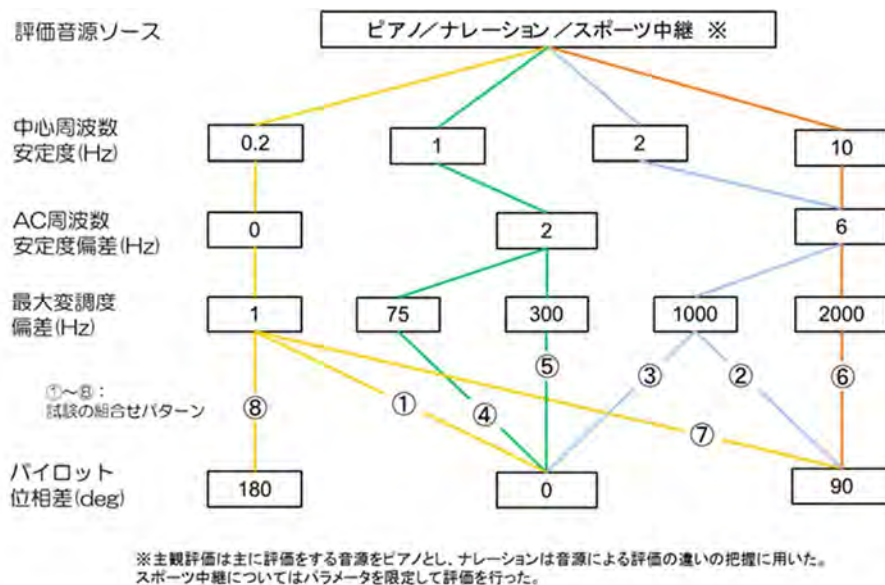 評価音源ソース
ピアノ／ナレーション／スポーツ中継 ※
中心周波数
安定度(Hz)
0.2
1
2
10
AC周波数
安定度偏差(Hz)
0
2
6
最大変調度
偏差(Hz)
1
75
300
1000
2000
①～⑧：
試験の組合せパターン
⑧
①
④
⑤
③
②
⑥
⑦
パイロット
位相差(deg)
180
0
90
※主観評価は主に評価をする音源をピアノとし、ナレーションは音源による評価の違いの把握に用いた。
スポーツ中継についてはパラメータを限定して評価を行った。